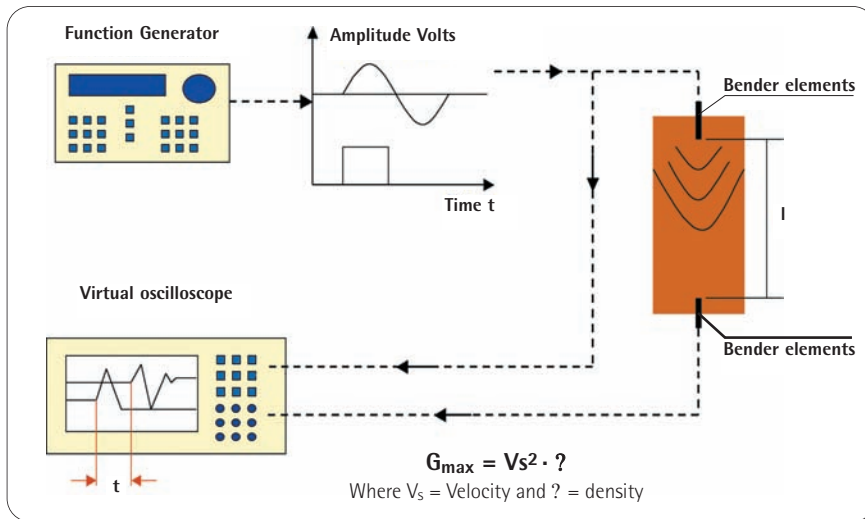 Function Generator
Amplitude Volts
Bender elements
Time t
l
Virtual oscilloscope
Bender elements
t
Gmax = Vs² · ?
Where Vs = Velocity and ? = density